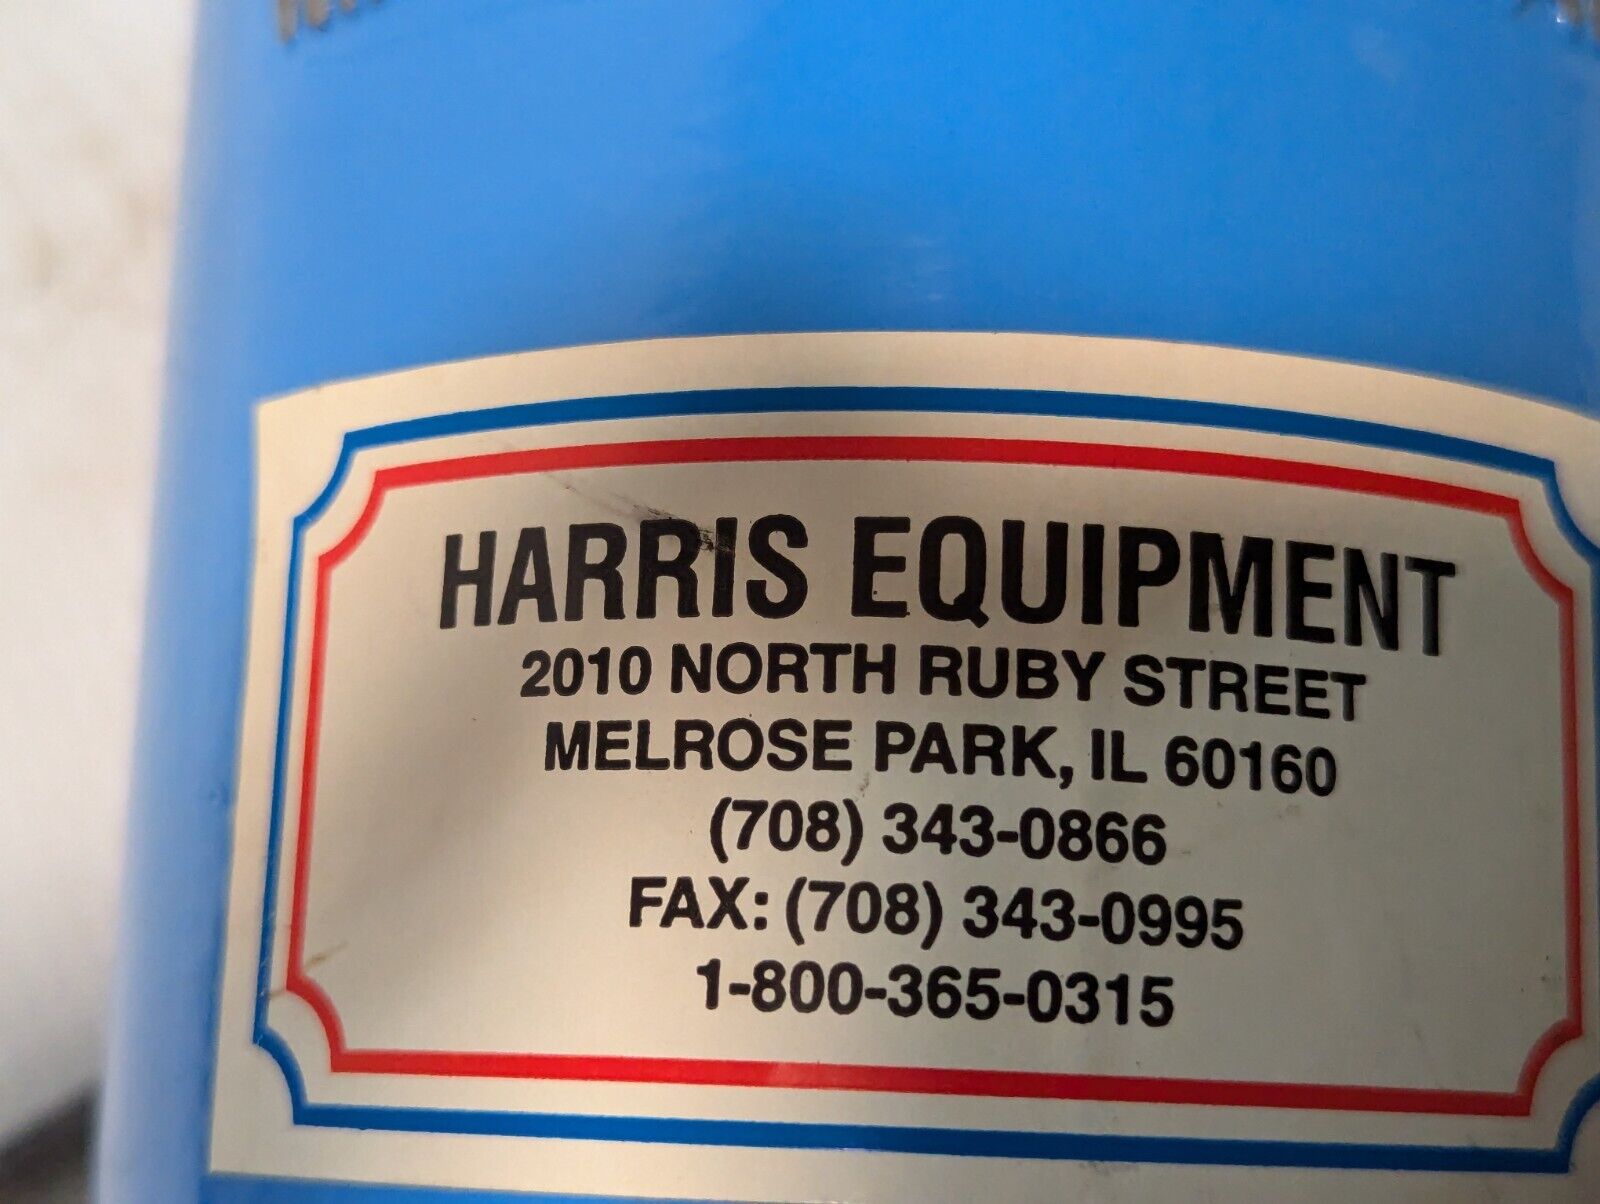 HARRIS EQUIPMENT
2010 NORTH RUBY STREET
MELROSE PARK, IL 60160
(708) 343-0866
FAX: (708) 343-0995
1-800-365-0315